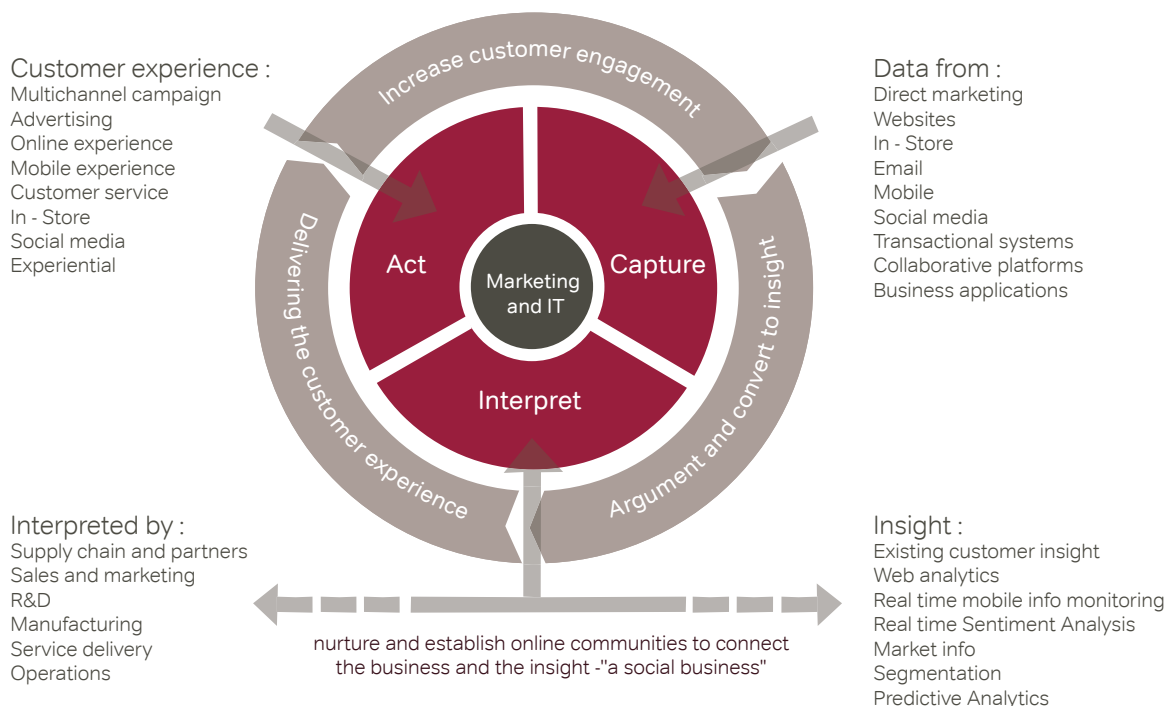 Increase customer engagement
Customer experience :
Multichannel campaign
Advertising
Online experience
Mobile experience
Customer service
In - Store
Social media
Experiential
Data from :
Direct marketing
Websites
In - Store
Email
Mobile
Social media
Transactional systems
Collaborative platforms
Business applications
Delivering the customer experience
Act
Marketing
and IT
Capture
Interpret
Argument and convert to insight
Interpreted by :
Supply chain and partners
Sales and marketing
R&D
Manufacturing
Service delivery
Operations
nurture and establish online communities to connect
the business and the insight -"a social business"
Insight :
Existing customer insight
Web analytics
Real time mobile info monitoring
Real time Sentiment Analysis
Market info
Segmentation
Predictive Analytics